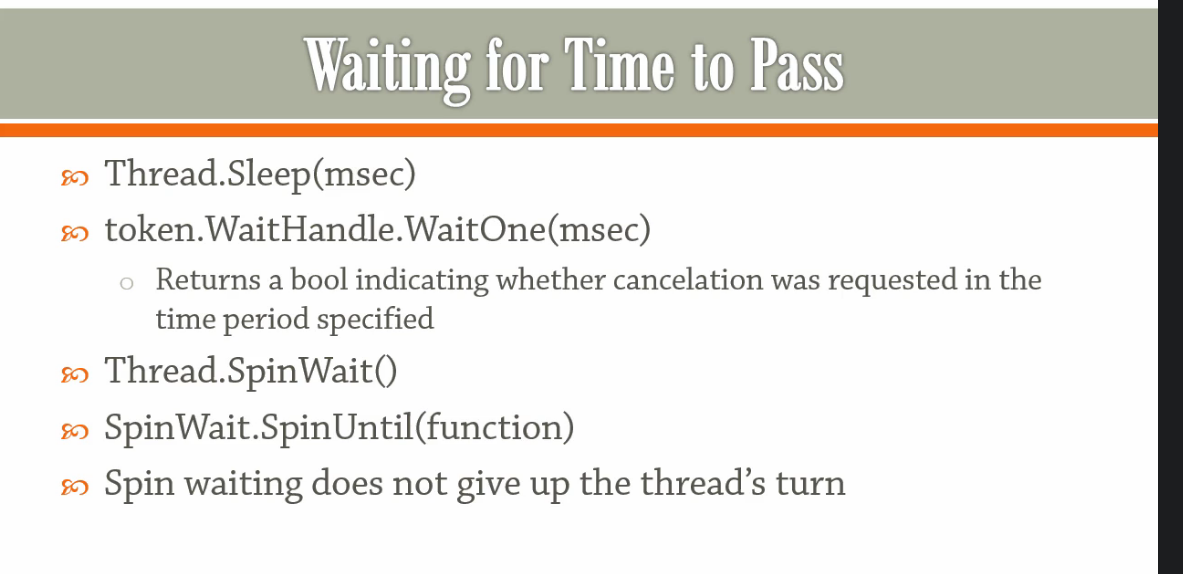 Waiting for Time to Pass
Thread.Sleep(msec)
token.WaitHandle.WaitOne(msec)
Returns a bool indicating whether cancelation was requested in the
time period specified
Thread.SpinWait()
SpinWait.SpinUntil(function)
Spin waiting does not give up the thread’s turn